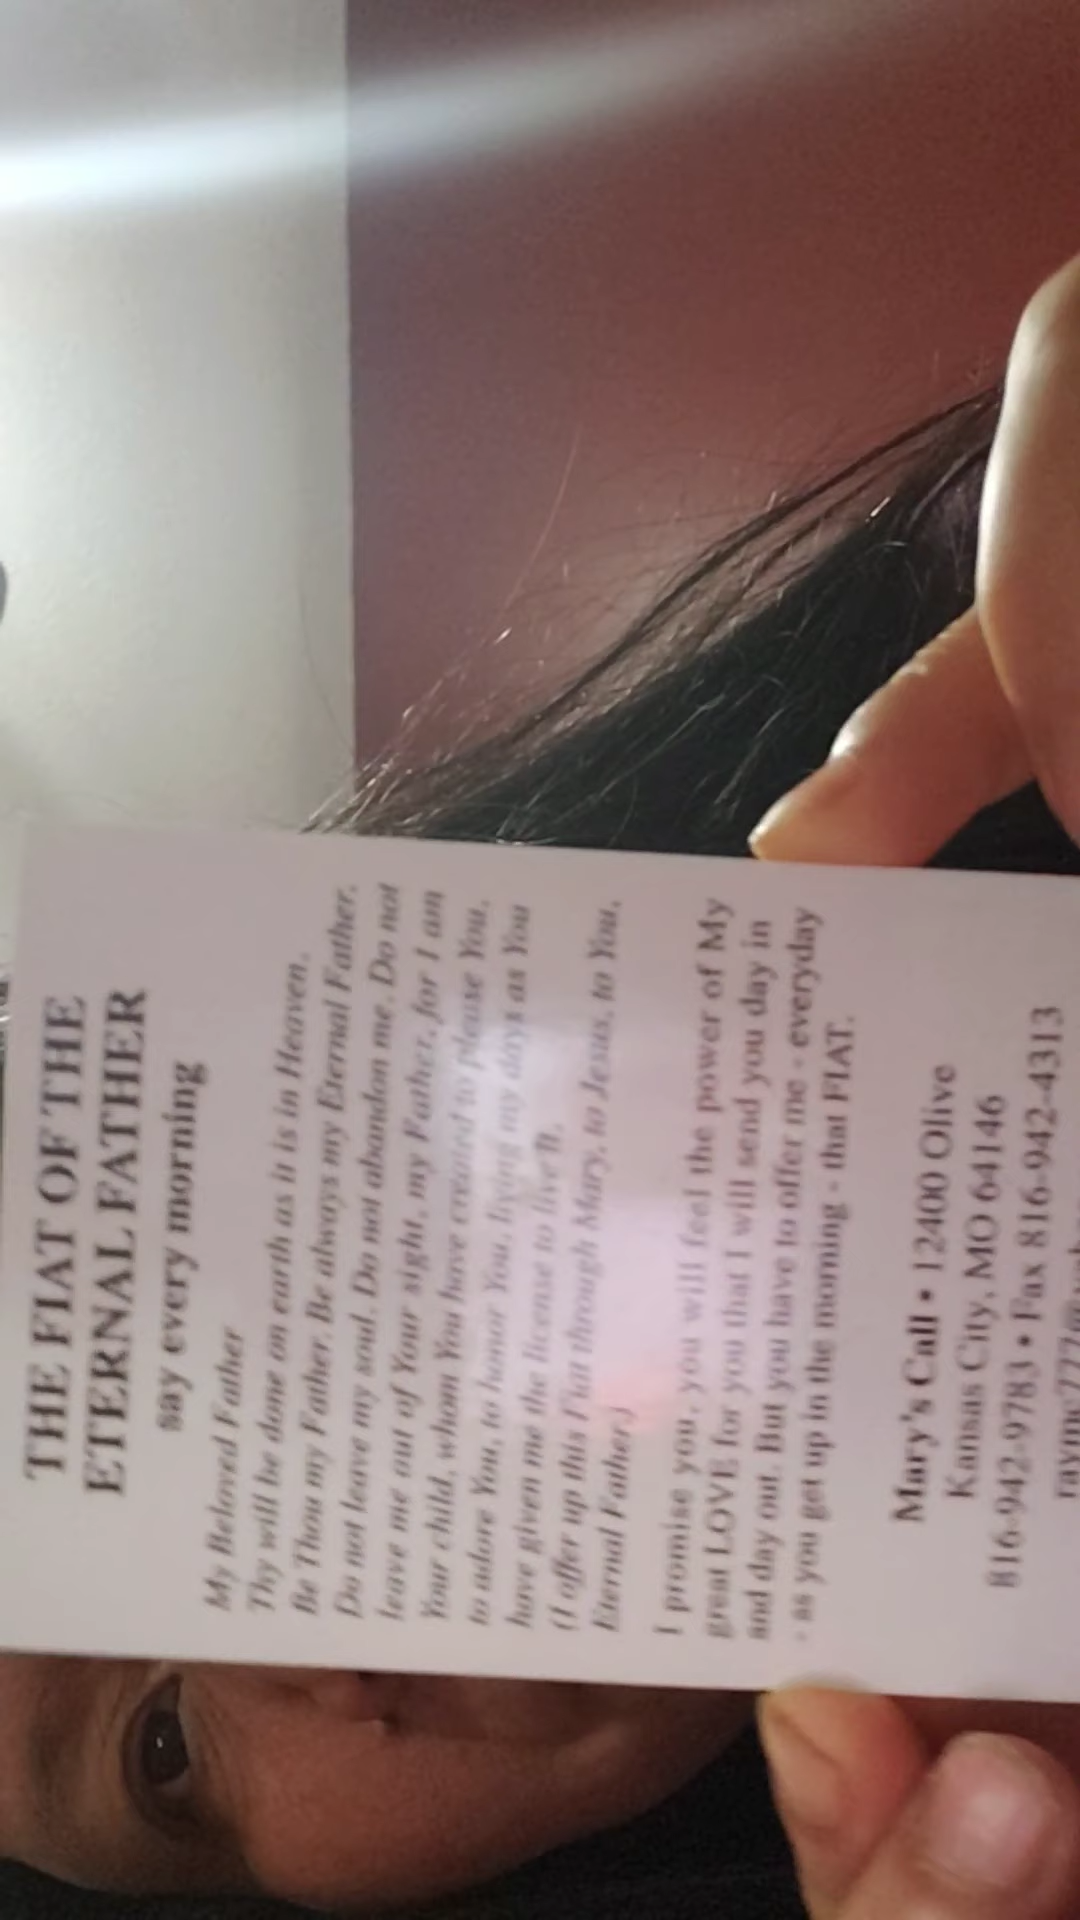 THE FIAT OF THE
ETERNAL FATHER
say every morning
My Beloved Father
Thy will be done on earth as it is in Heaven.
Be Thou my Father. Be always my Eternal Father.
Do not leave my soul. Do not abandon me. Do not
leave me out of Your sight, my Father, for I am
Your child, whom You have created to please You,
to adore You, to honor You, living my days as You
have given me the license to live it.
(I offer up this Fiat through Mary, to Jesus, to You,
Eternal Father.)
I promise you, you will feel the power of My
great LOVE for you that I will send you day in
and day out. But you have to offer me - everyday
- as you get up in the morning - that FIAT.
Mary's Call • 12400 Olive
Kansas City, MO 64146
816-942-9783 • Fax 816-942-4313